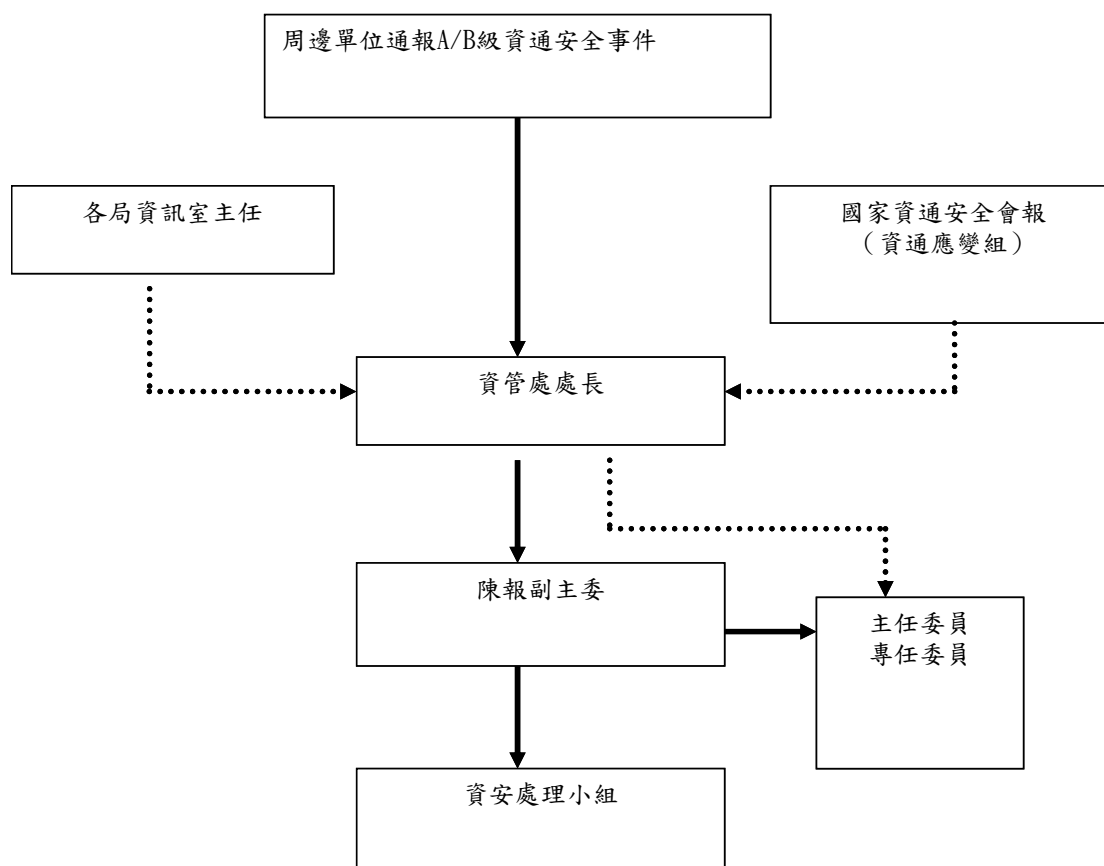 周邊單位通報A/B級資通安全事件
各局資訊室主任
國家資通安全會報
（資通應變組）
資管處處長
陳報副主委
主任委員
專任委員
資安處理小組